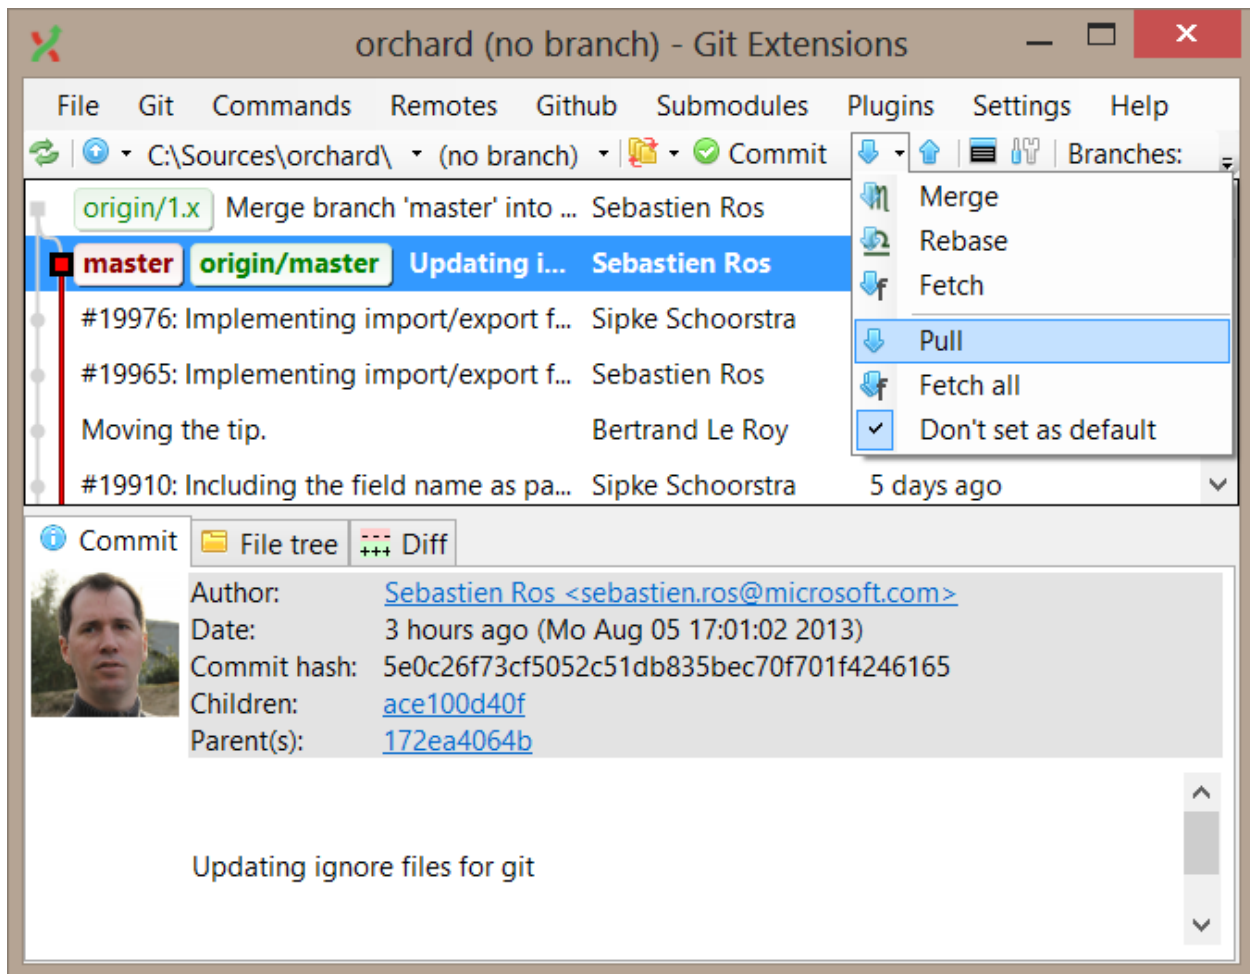 orchard (no branch) - Git Extensions
File Git Commands Remotes Github Submodules Plugins Settings Help
C:\Sources\orchard\ (no branch) Commit Branches:
origin/1.x Merge branch 'master' into ... Sebastien Ros
master origin/master Updating i... Sebastien Ros
#19976: Implementing import/export f... Sipke Schoorstra
#19965: Implementing import/export f... Sebastien Ros
Moving the tip. Bertrand Le Roy
#19910: Including the field name as pa... Sipke Schoorstra 5 days ago
Merge
Rebase
Fetch
Pull
Fetch all
Don't set as default
Commit File tree Diff
Author: Sebastien Ros <sebastien.ros@microsoft.com>
Date: 3 hours ago (Mo Aug 05 17:01:02 2013)
Commit hash: 5e0c26f73cf5052c51db835bec70f701f4246165
Children: ace100d40f
Parent(s): 172ea4064b
Updating ignore files for git